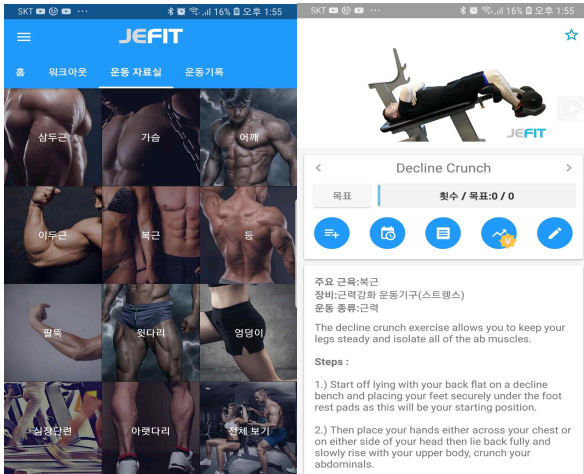 SKT ··· 16% 오후 1:55
JEFIT
홈 워크아웃 운동 자료실 운동기록
삼두근 가슴 어깨
이두근 복근 등
팔뚝 윗다리 엉덩이
심장단련 아랫다리 전체 보기
SKT ··· 16% 오후 1:55
JEFIT
< Decline Crunch >
목표 횟수 / 목표:0 / 0
주요 근육:복근
장비:근력강화 운동기구(스트렝스)
운동 종류:근력
The decline crunch exercise allows you to keep your
legs steady and isolate all of the ab muscles.
Steps :
1.) Start off lying with your back flat on a decline
bench and placing your feet securely under the foot
rest pads as this will be your starting position.
2.) Then place your hands either across your chest or
on either side of your head then lie back fully and
slowly rise with your upper body, crunch your
abdominals.